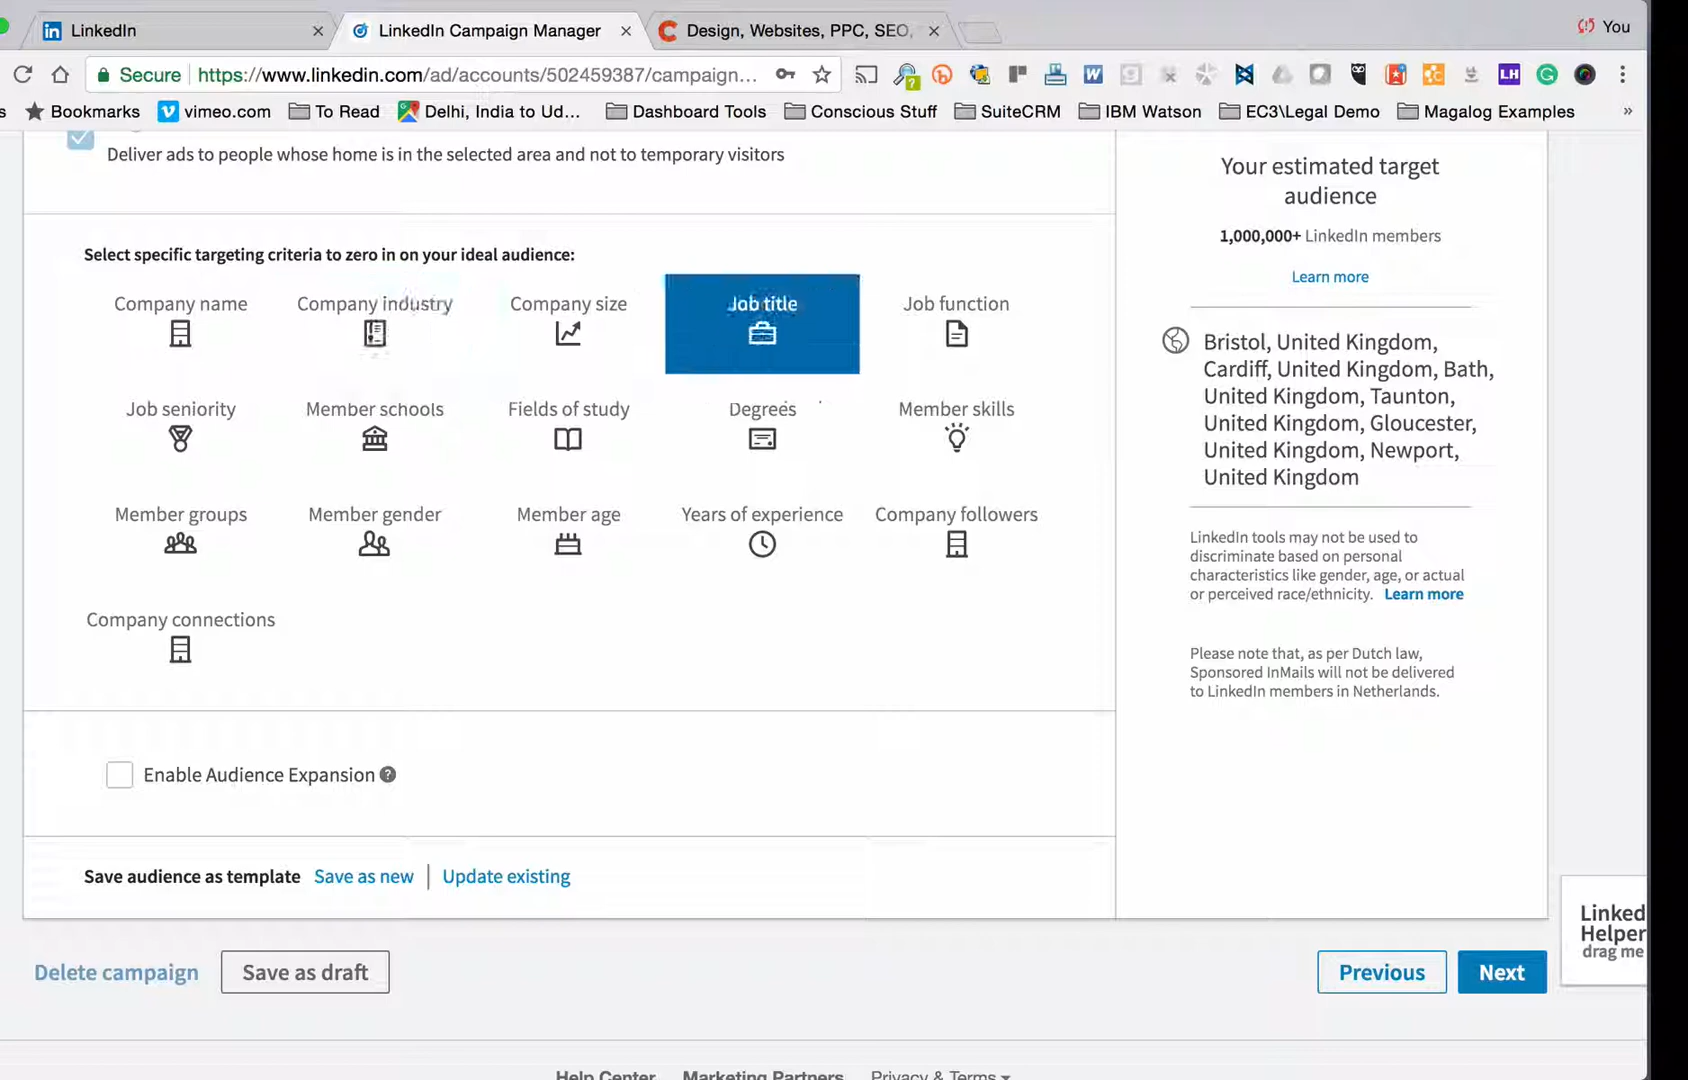 LinkedIn
LinkedIn Campaign Manager
Design, Websites, PPC, SEO,
You
Secure
https://www.linkedin.com/ad/accounts/502459387/campaign...
LH
s
Bookmarks
vimeo.com
To Read
Delhi, India to Ud...
Dashboard Tools
Conscious Stuff
SuiteCRM
IBM Watson
EC3\Legal Demo
Magalog Examples
»
Deliver ads to people whose home is in the selected area and not to temporary visitors
Select specific targeting criteria to zero in on your ideal audience:
Company name
Company industry
Company size
Job title
Job function
Job seniority
Member schools
Fields of study
Degrees
Member skills
Member groups
Member gender
Member age
Years of experience
Company followers
Company connections
Enable Audience Expansion ?
Save audience as template
Save as new
Update existing
Your estimated target
audience
1,000,000+ LinkedIn members
Learn more
Bristol, United Kingdom,
Cardiff, United Kingdom, Bath,
United Kingdom, Taunton,
United Kingdom, Gloucester,
United Kingdom, Newport,
United Kingdom
LinkedIn tools may not be used to
discriminate based on personal
characteristics like gender, age, or actual
or perceived race/ethnicity. Learn more
Please note that, as per Dutch law,
Sponsored InMails will not be delivered
to LinkedIn members in Netherlands.
Linked
Helper
drag me
Delete campaign
Save as draft
Previous
Next
Help Center
Marketing Partners
Privacy & Terms